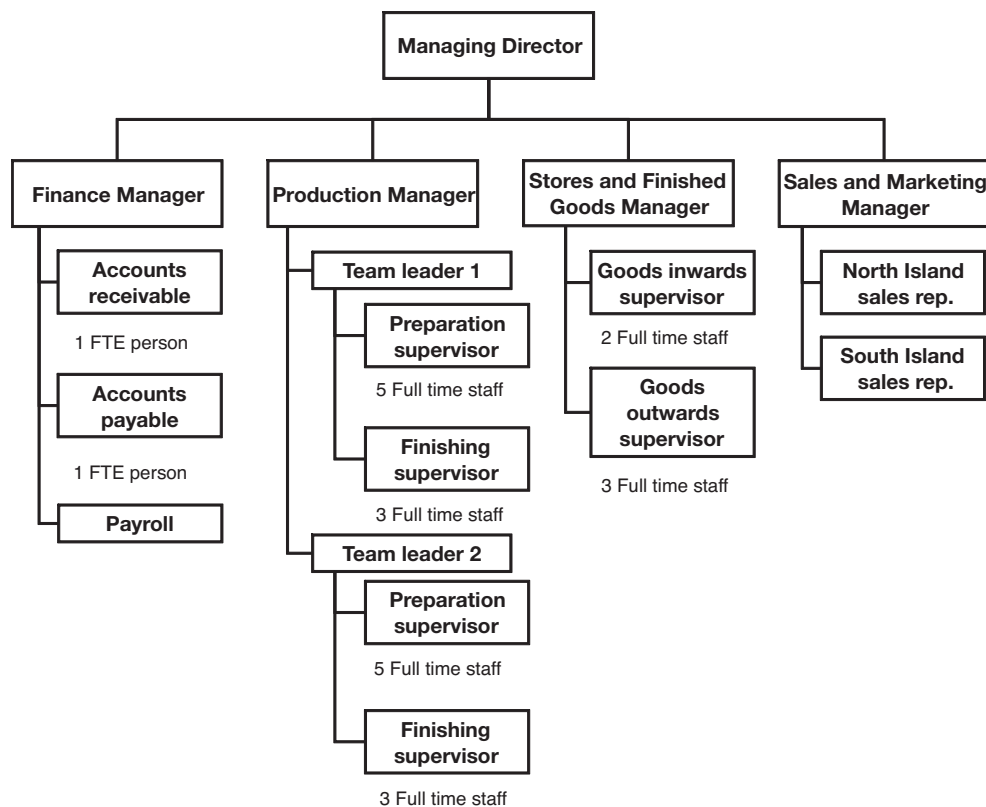 Managing Director
Finance Manager
Accounts
receivable
1 FTE person
Accounts
payable
1 FTE person
Payroll
Production Manager
Team leader 1
Preparation
supervisor
5 Full time staff
Finishing
supervisor
3 Full time staff
Team leader 2
Preparation
supervisor
5 Full time staff
Finishing
supervisor
3 Full time staff
Stores and Finished
Goods Manager
Goods inwards
supervisor
2 Full time staff
Goods
outwards
supervisor
3 Full time staff
Sales and Marketing
Manager
North Island
sales rep.
South Island
sales rep.